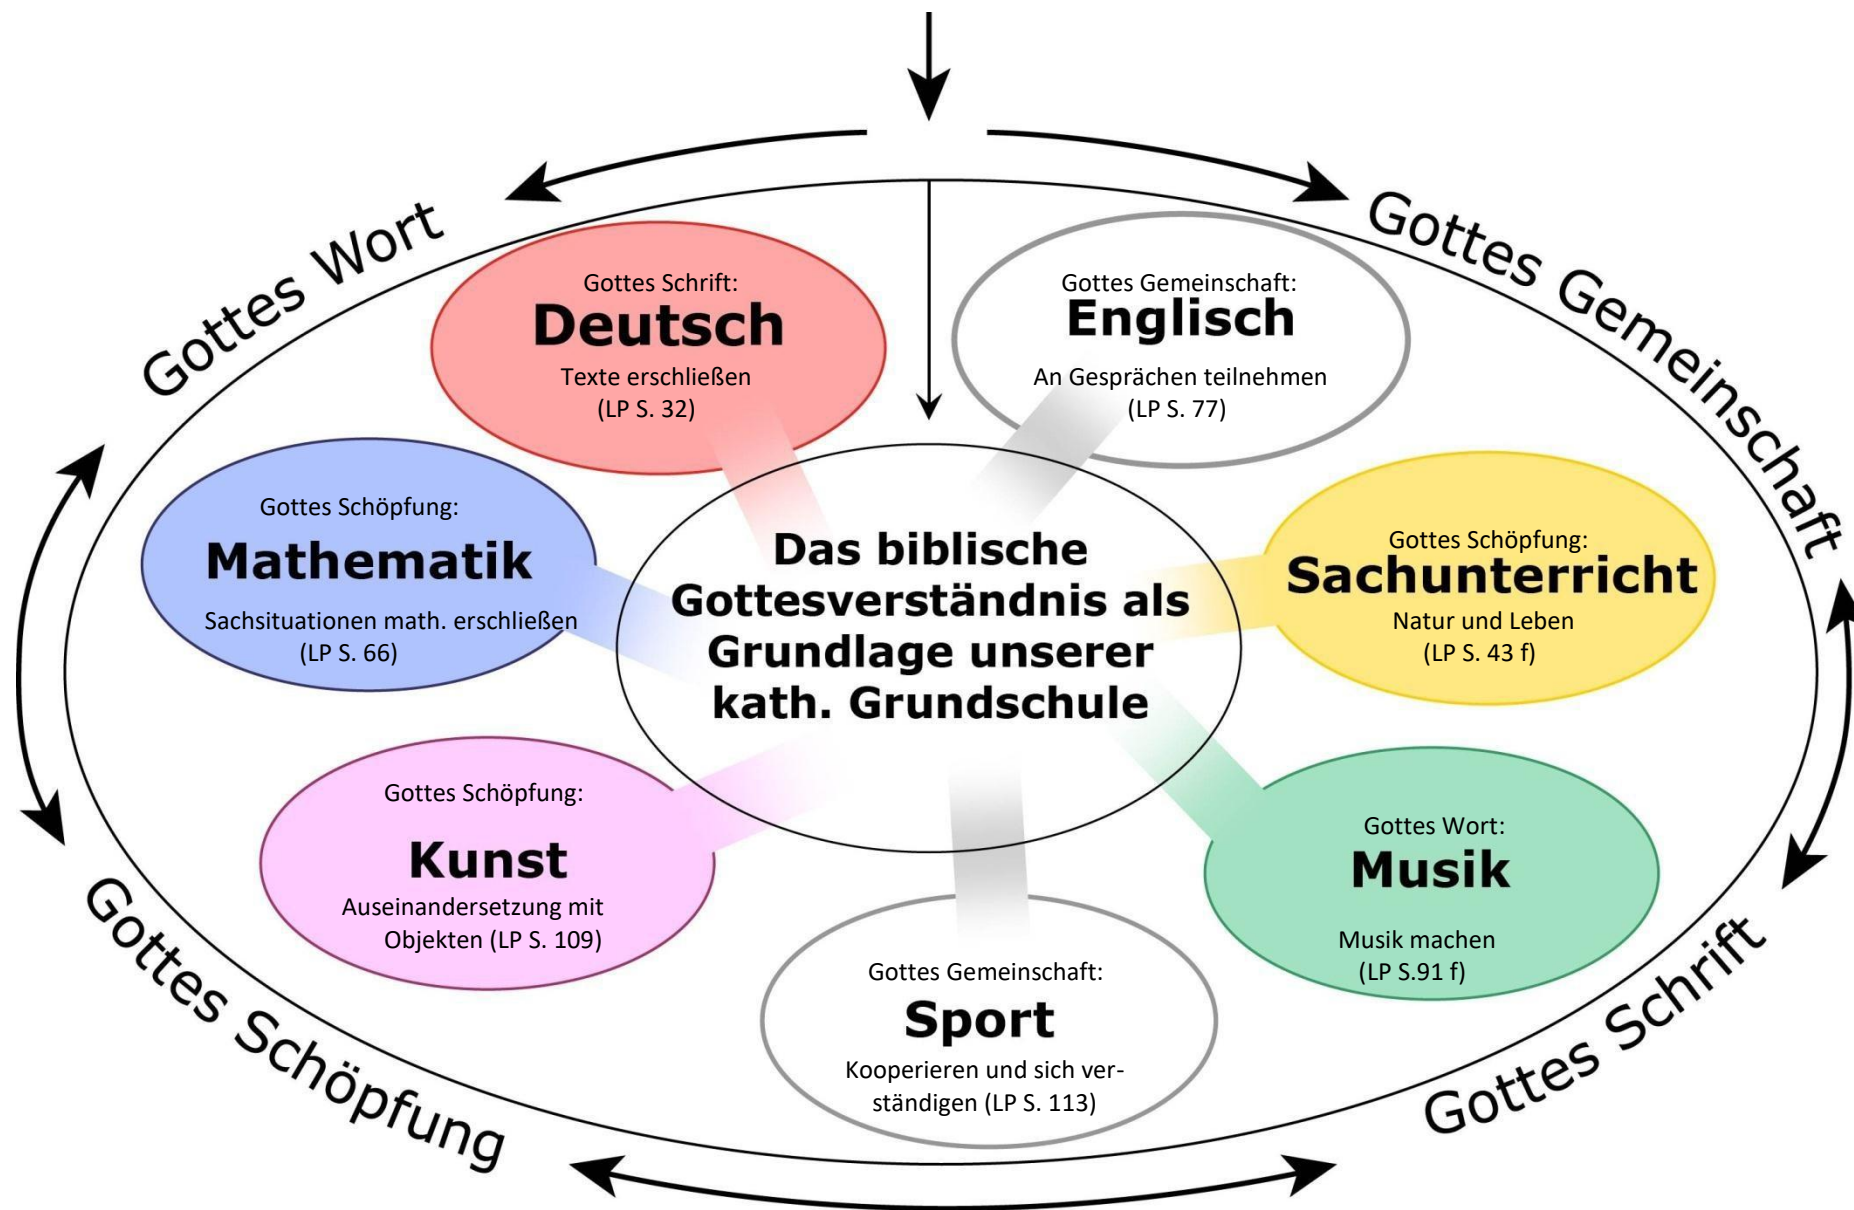 Gottes Wort
Gottes Gemeinschaft
Gottes Schrift:
Deutsch
Texte erschließen
(LP S. 32)
Gottes Gemeinschaft:
Englisch
An Gesprächen teilnehmen
(LP S. 77)
Gottes Schöpfung:
Mathematik
Sachsituationen math. erschließen
(LP S. 66)
Das biblische
Gottesverständnis als
Grundlage unserer
kath. Grundschule
Gottes Schöpfung:
Sachunterricht
Natur und Leben
(LP S. 43 f)
Gottes Schöpfung:
Kunst
Auseinandersetzung mit
Objekten (LP S. 109)
Gottes Gemeinschaft:
Sport
Kooperieren und sich ver-
ständigen (LP S. 113)
Gottes Wort:
Musik
Musik machen
(LP S.91 f)
Gottes Schöpfung
Gottes Schrift